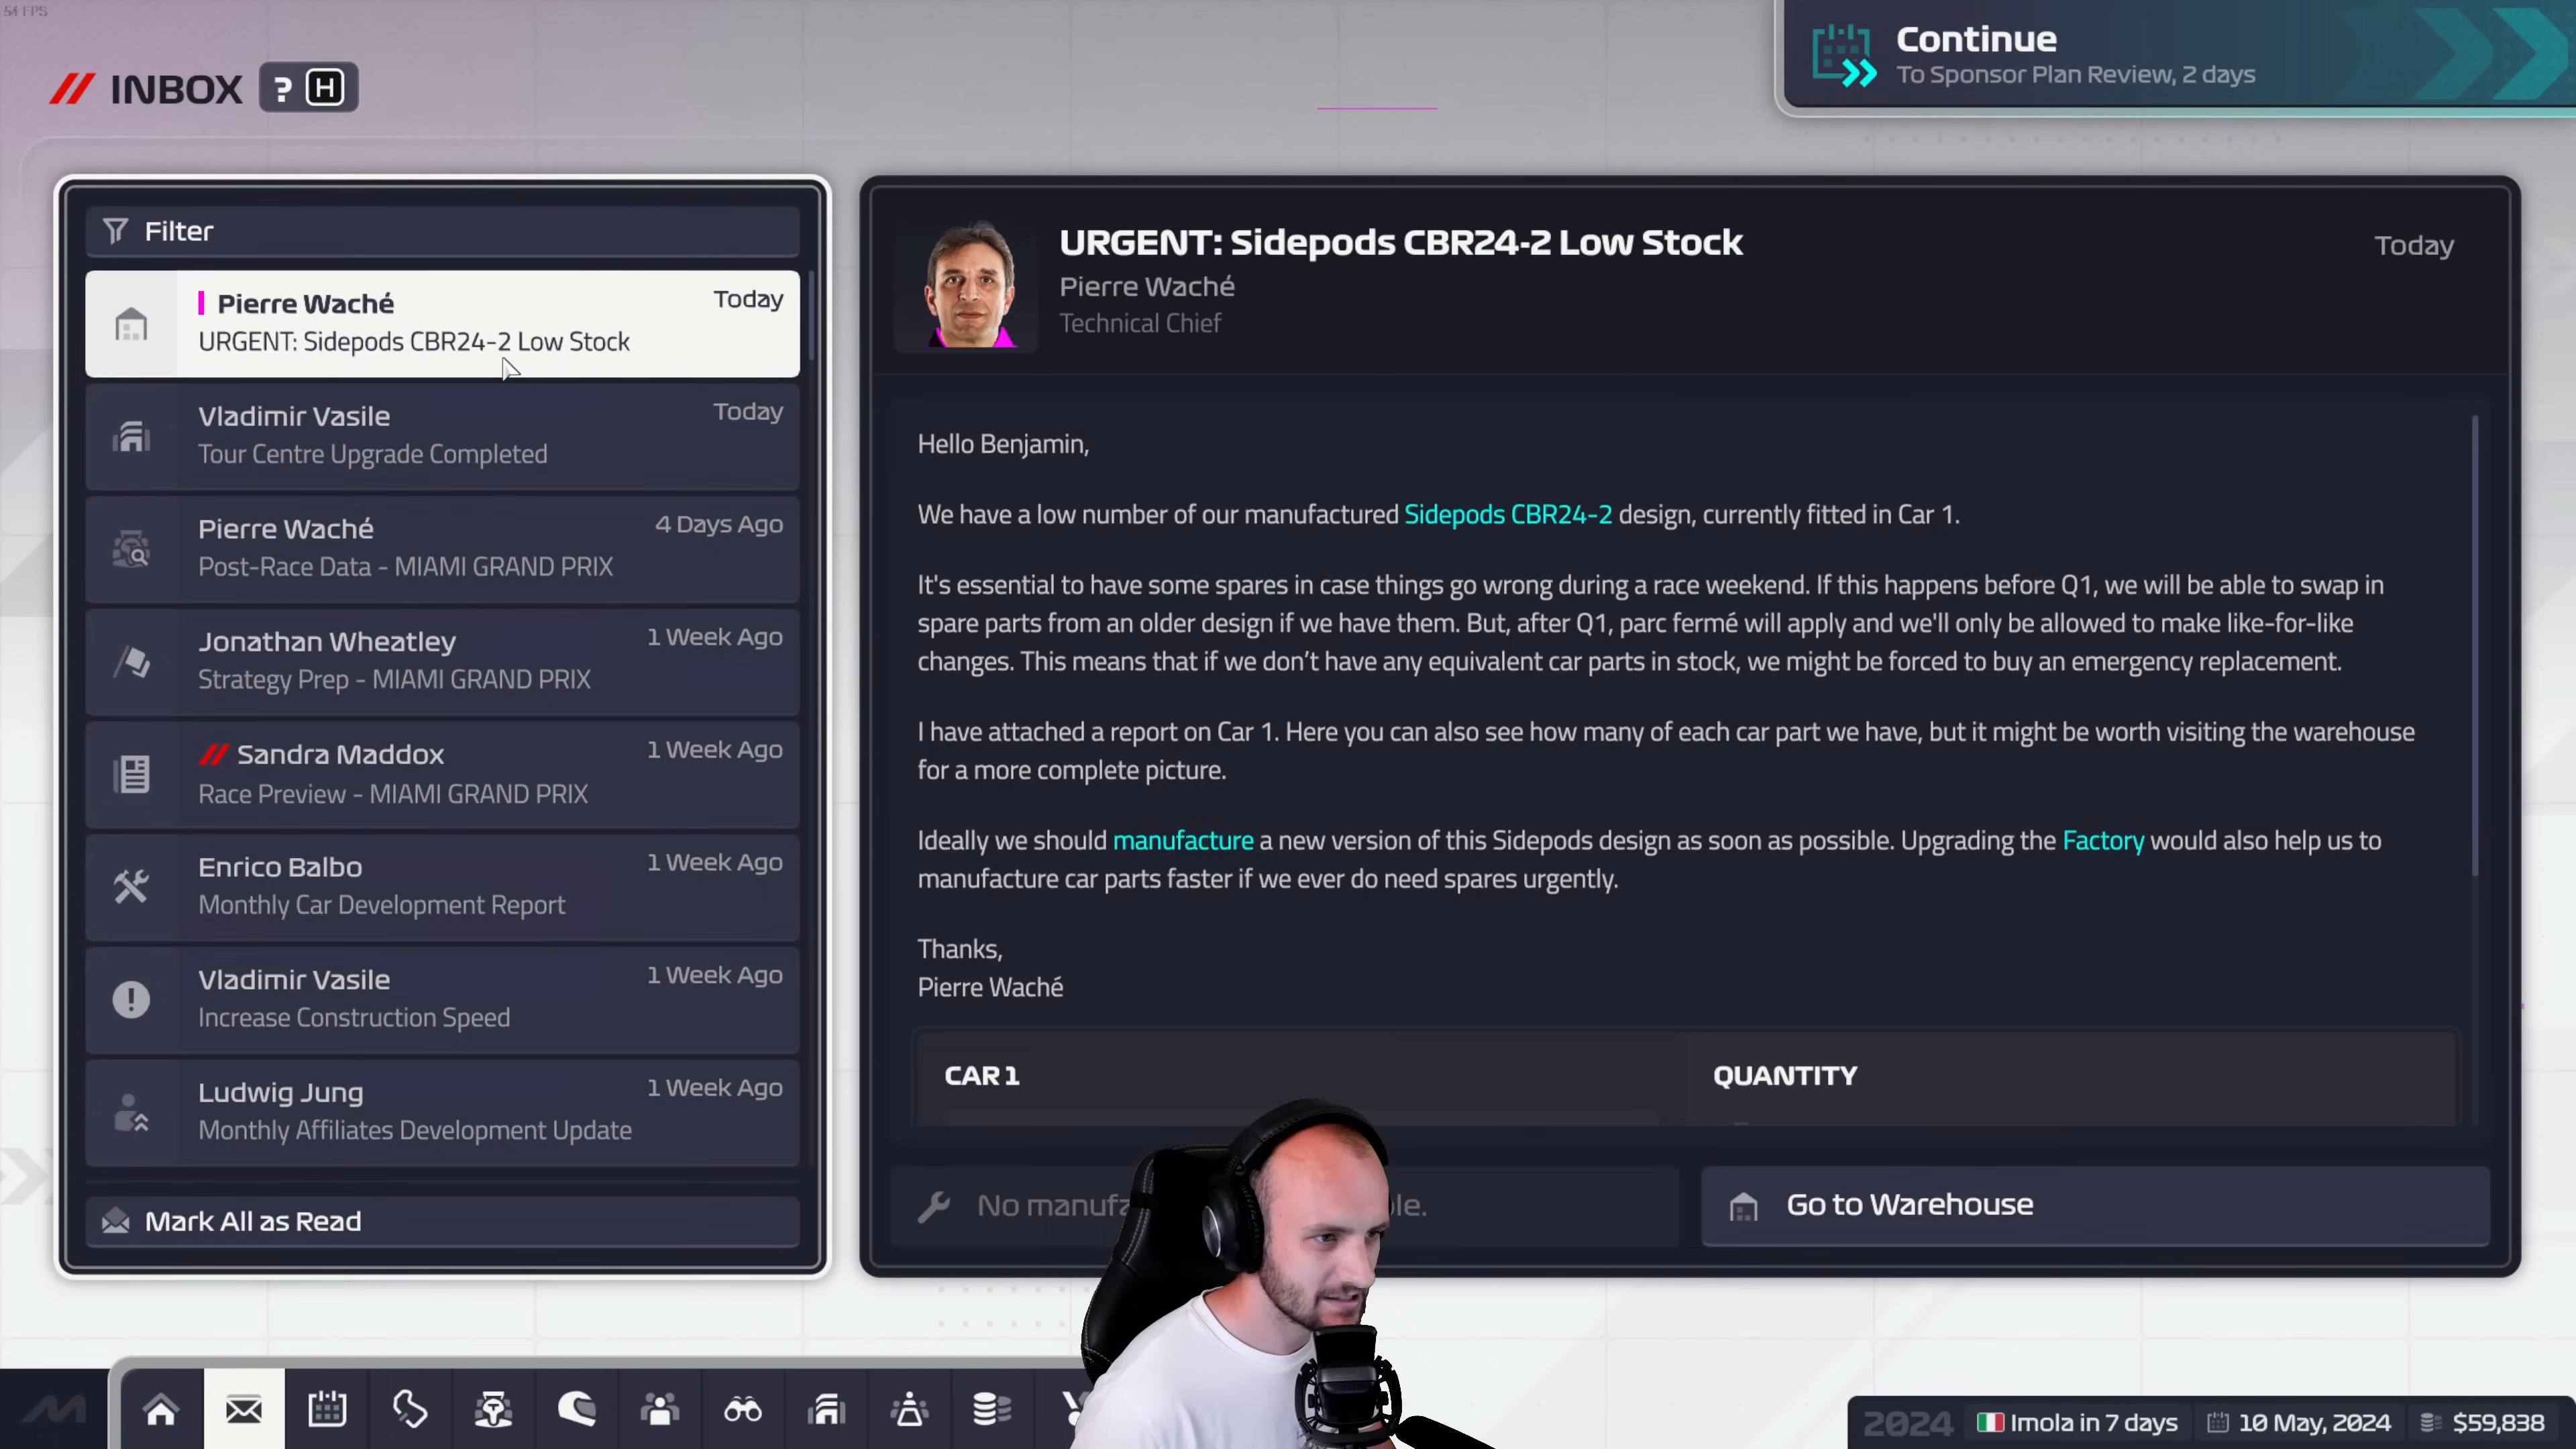 54 FPS
INBOX ? H
Continue
To Sponsor Plan Review, 2 days
Filter
Pierre Waché
Today
URGENT: Sidepods CBR24-2 Low Stock
Vladimir Vasile
Today
Tour Centre Upgrade Completed
Pierre Waché
4 Days Ago
Post-Race Data - MIAMI GRAND PRIX
Jonathan Wheatley
1 Week Ago
Strategy Prep - MIAMI GRAND PRIX
Sandra Maddox
1 Week Ago
Race Preview - MIAMI GRAND PRIX
Enrico Balbo
1 Week Ago
Monthly Car Development Report
Vladimir Vasile
1 Week Ago
Increase Construction Speed
Ludwig Jung
1 Week Ago
Monthly Affiliates Development Update
Mark All as Read
URGENT: Sidepods CBR24-2 Low Stock
Today
Pierre Waché
Technical Chief
Hello Benjamin,
We have a low number of our manufactured Sidepods CBR24-2 design, currently fitted in Car 1.
It's essential to have some spares in case things go wrong during a race weekend. If this happens before Q1, we will be able to swap in
spare parts from an older design if we have them. But, after Q1, parc fermé will apply and we'll only be allowed to make like-for-like
changes. This means that if we don’t have any equivalent car parts in stock, we might be forced to buy an emergency replacement.
I have attached a report on Car 1. Here you can also see how many of each car part we have, but it might be worth visiting the warehouse
for a more complete picture.
Ideally we should manufacture a new version of this Sidepods design as soon as possible. Upgrading the Factory would also help us to
manufacture car parts faster if we ever do need spares urgently.
Thanks,
Pierre Waché
CAR 1
QUANTITY
No
Go to Warehouse
2024
Imola in 7 days
10 May, 2024
$59,838